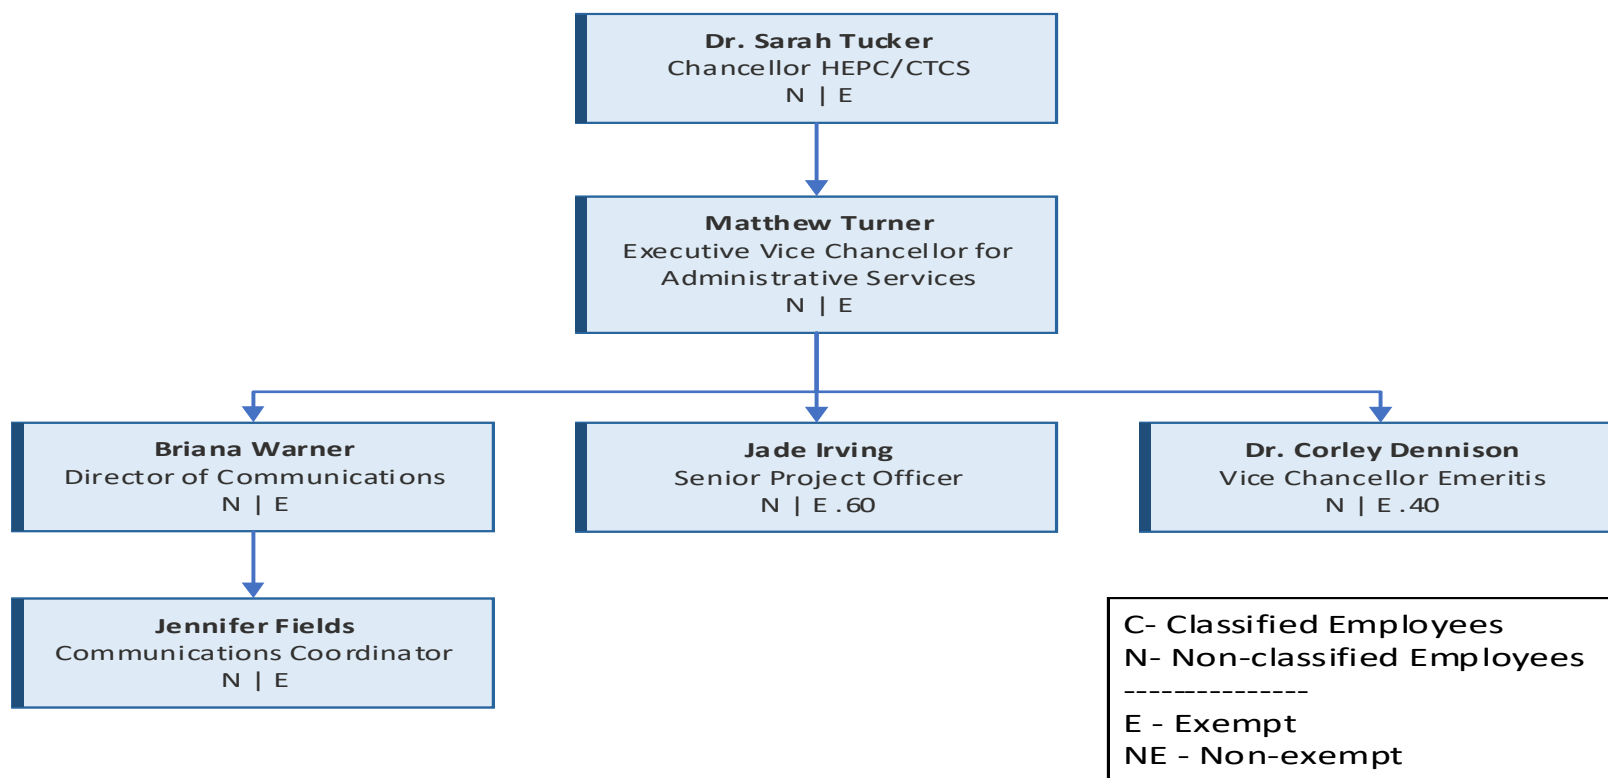 Dr. Sarah Tucker
Chancellor HEPC/CTCS
N | E
Matthew Turner
Executive Vice Chancellor for
Administrative Services
N | E
Briana Warner
Director of Communications
N | E
Jade Irving
Senior Project Officer
N | E .60
Dr. Corley Dennison
Vice Chancellor Emeritis
N | E .40
Jennifer Fields
Communications Coordinator
N | E
C- Classified Employees
N- Non-classified Employees
---------------
E - Exempt
NE - Non-exempt